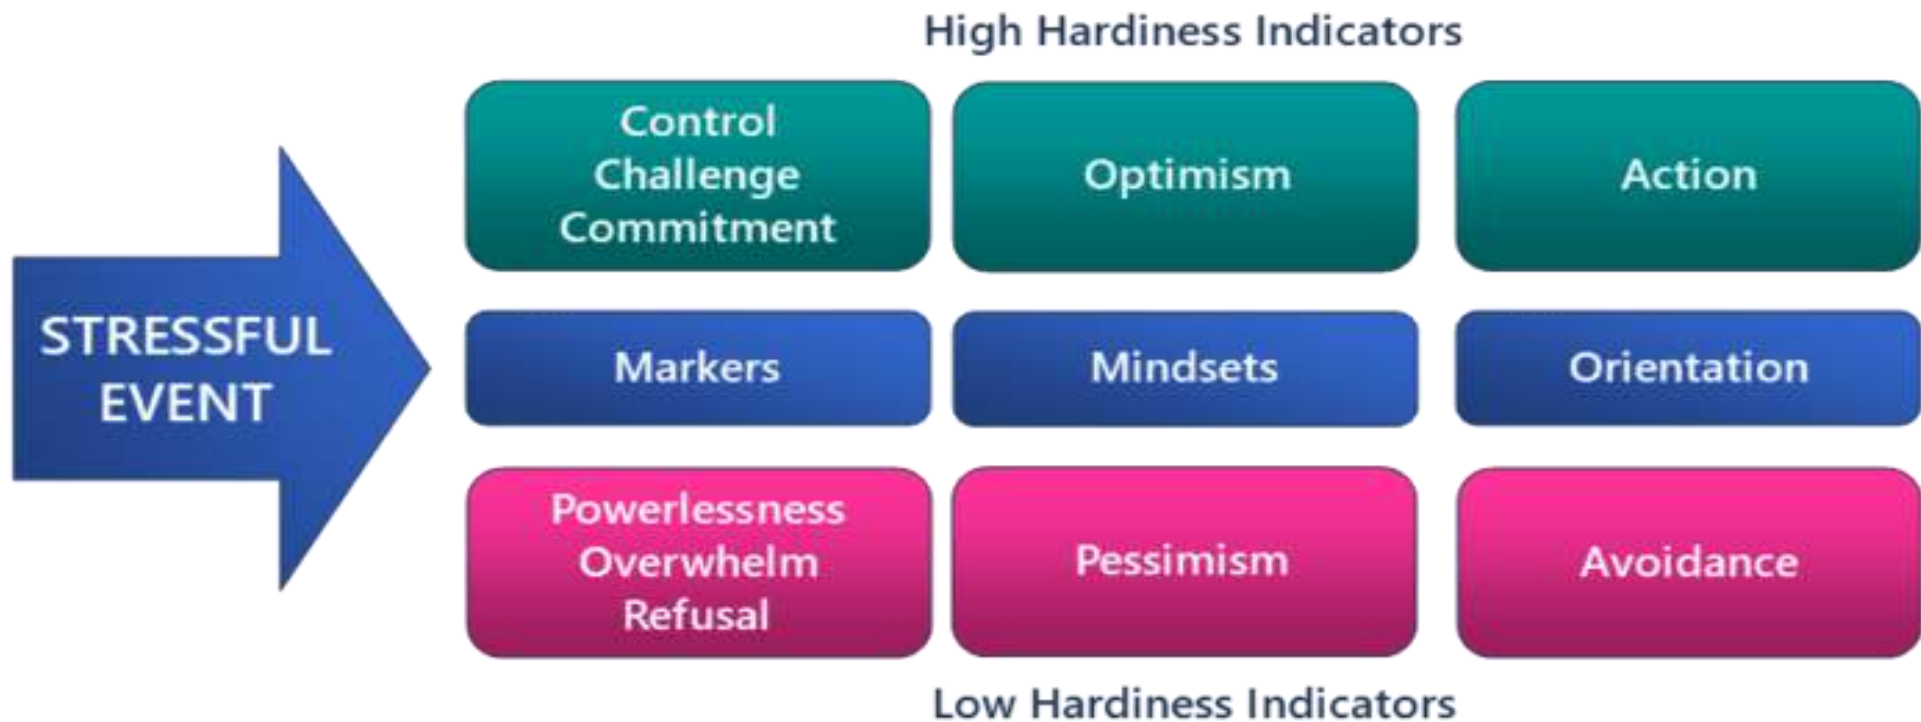 High Hardiness Indicators
Control
Challenge
Commitment
Optimism
Action
STRESSFUL
EVENT
Markers
Mindsets
Orientation
Powerlessness
Overwhelm
Refusal
Pessimism
Avoidance
Low Hardiness Indicators